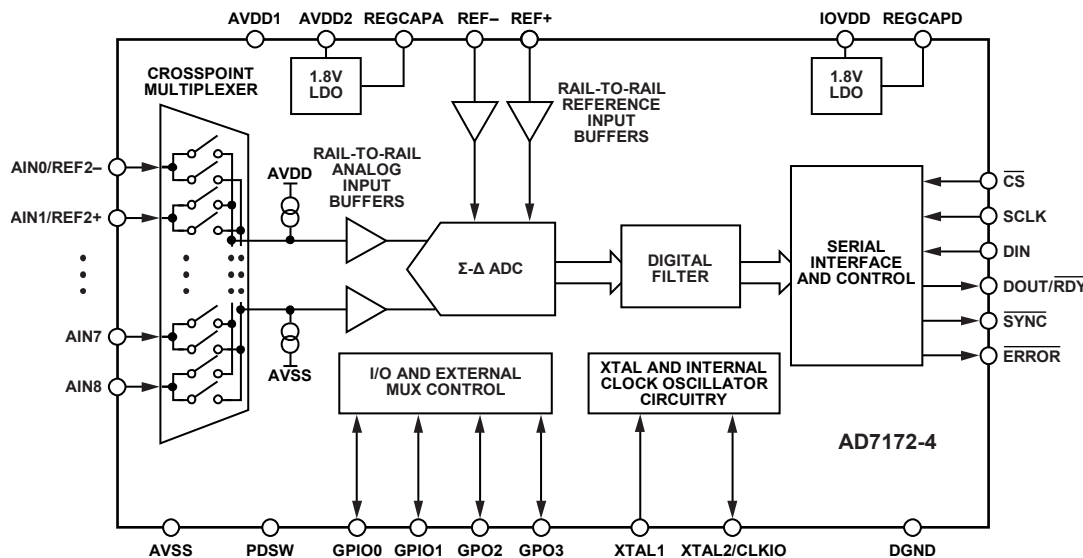 AVDD1
AVDD2
REGCAPA
REF–
REF+
IOVDD
REGCAPD
CROSSPOINT
MULTIPLEXER
1.8V
LDO
RAIL-TO-RAIL
REFERENCE
INPUT
BUFFERS
1.8V
LDO
RAIL-TO-RAIL
ANALOG
INPUT
BUFFERS
AVDD
AIN0/REF2–
AIN1/REF2+
AIN7
AIN8
Σ-Δ ADC
DIGITAL
FILTER
SERIAL
INTERFACE
AND CONTROL
CS
SCLK
DIN
DOUT/RDY
SYNC
ERROR
AVSS
I/O AND EXTERNAL
MUX CONTROL
XTAL AND INTERNAL
CLOCK OSCILLATOR
CIRCUITRY
AD7172-4
AVSS
PDSW
GPIO0
GPIO1
GPO2
GPO3
XTAL1
XTAL2/CLKIO
DGND